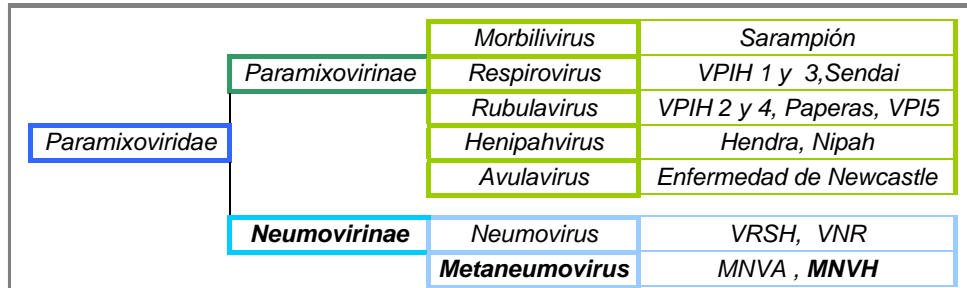 Morbilivirus Sarampión
Paramixovirinae Respirovirus VPIH 1 y 3,Sendai
Rubulavirus VPIH 2 y 4, Paperas, VPI5
Paramixoviridae Henipahvirus Hendra, Nipah
Avulavirus Enfermedad de Newcastle
Neumovirinae Neumovirus VRSH, VNR
Metaneumovirus MNVA , MNVH